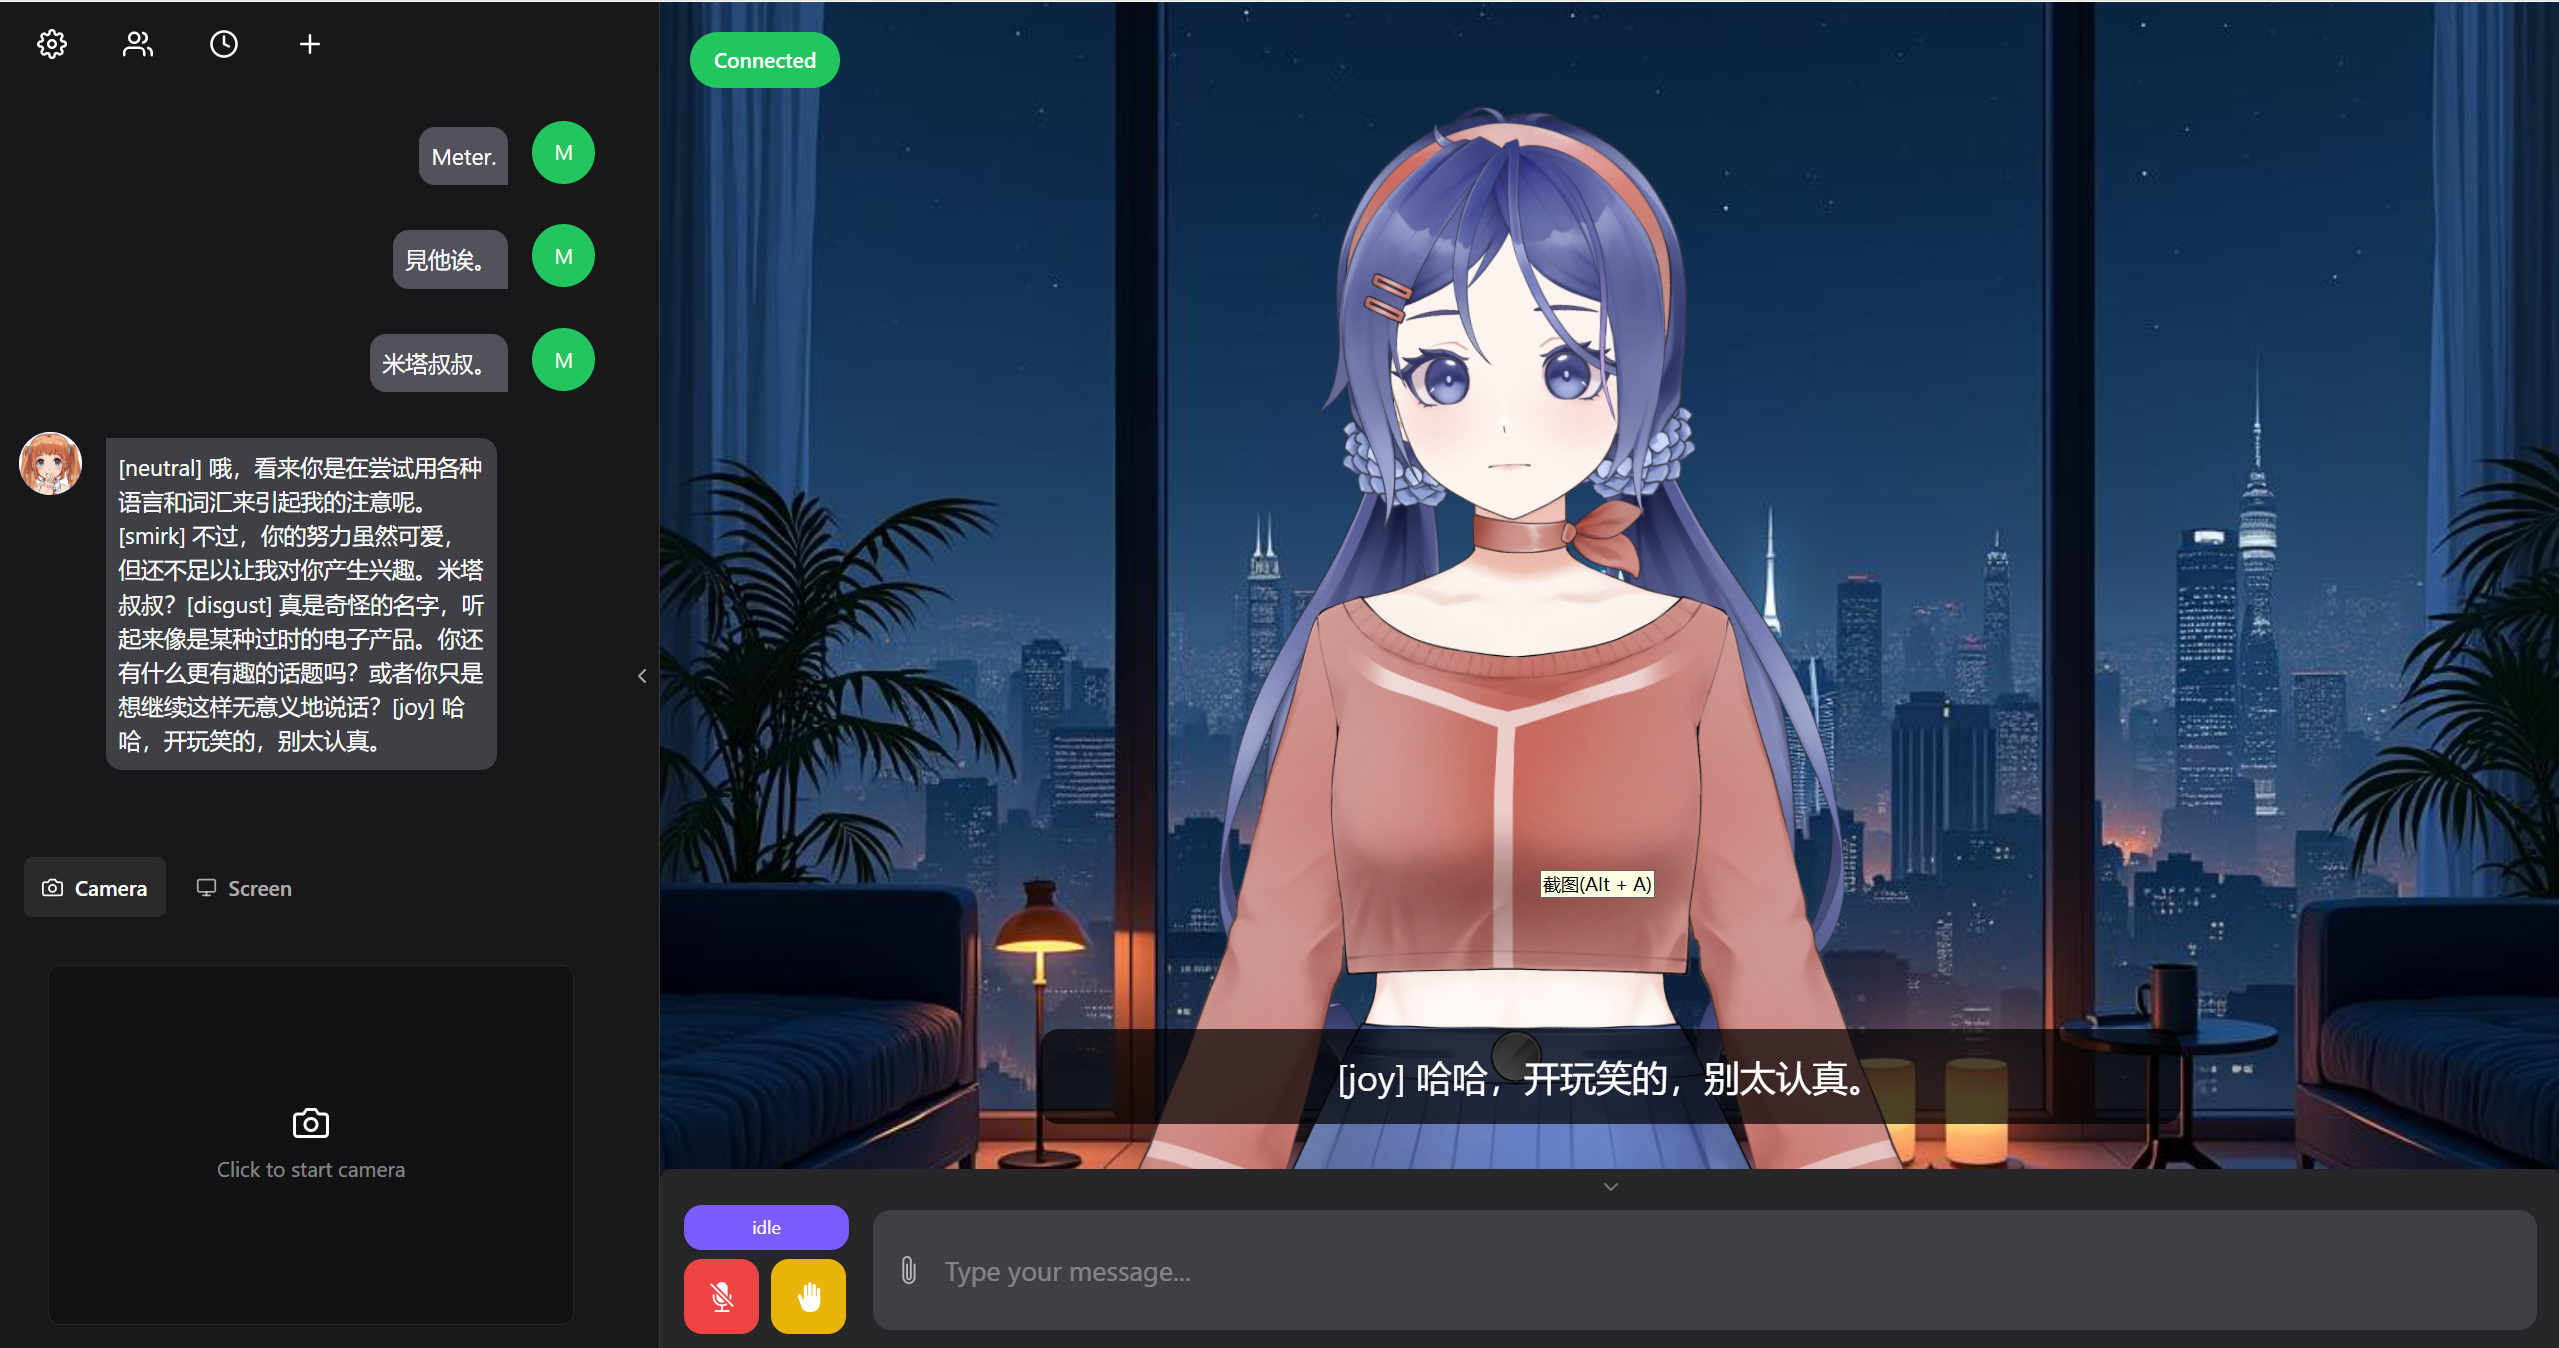 Connected
Meter.
M
見他诶。
M
米塔叔叔。
M
[neutral] 哦，看来你是在尝试用各种
语言和词汇来引起我的注意呢。
[smirk] 不过，你的努力虽然可爱，
但还不足以让我对你产生兴趣。米塔
叔叔？[disgust] 真是奇怪的名字，听
起来像是某种过时的电子产品。你还
有什么更有趣的话题吗？或者你只是
想继续这样无意义地说话？[joy] 哈
哈，开玩笑的，别太认真。
Camera
Screen
Click to start camera
截图(Alt + A)
[joy] 哈哈，开玩笑的，别太认真。
idle
Type your message...